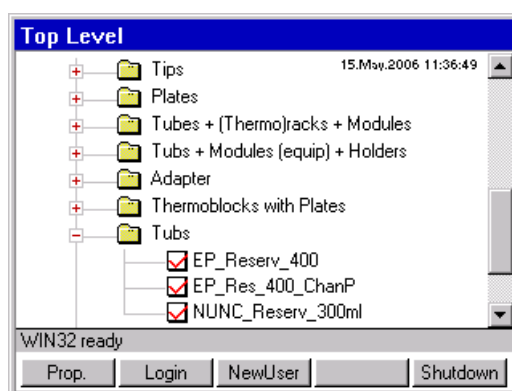 Top Level
Tips 15.May.2006 11:36:49
Plates
Tubes + (Thermo)racks + Modules
Tubs + Modules (equip) + Holders
Adapter
Thermoblocks with Plates
Tubs
EP_Reserv_400
EP_Res_400_ChanP
NUNC_Reserv_300ml
WIN32 ready
Prop. Login NewUser Shutdown